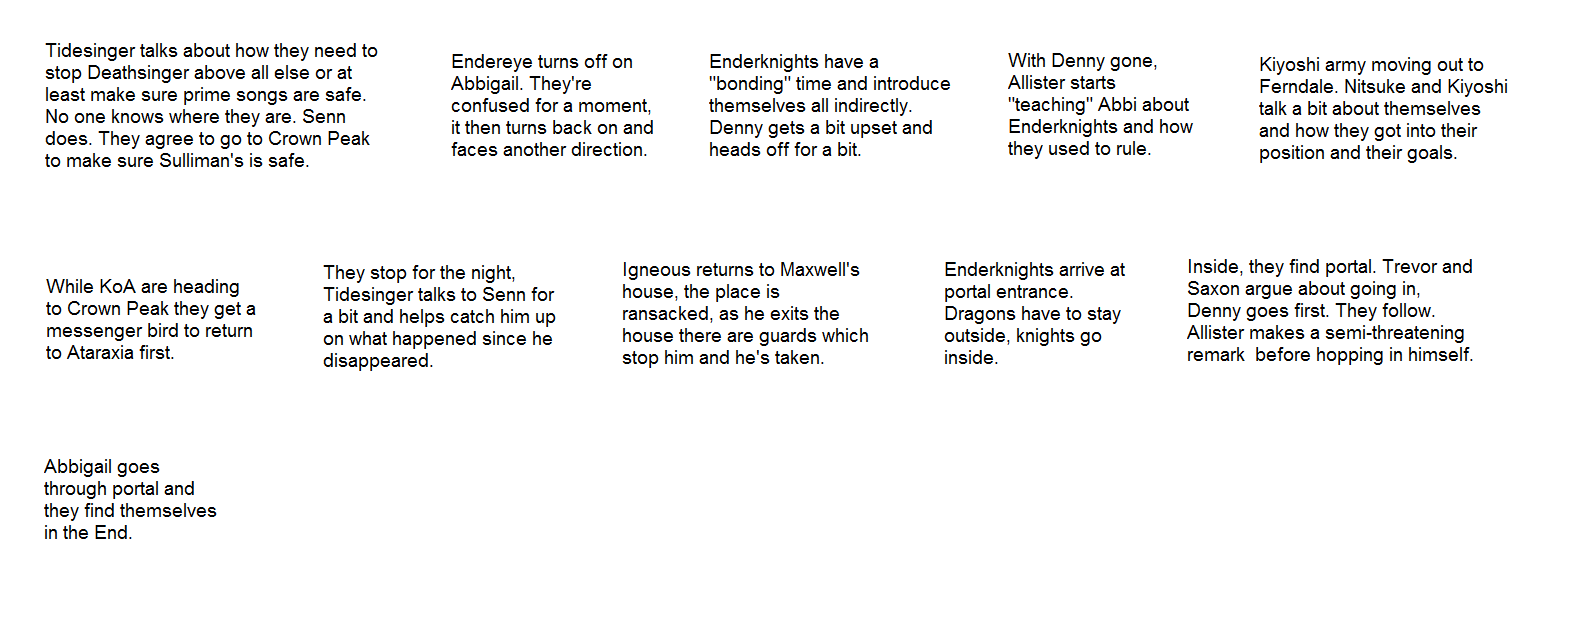 Tidesinger talks about how they need to
stop Deathsinger above all else or at
least make sure prime songs are safe.
No one knows where they are. Senn
does. They agree to go to Crown Peak
to make sure Sulliman's is safe.
Endereye turns off on
Abbigail. They're
confused for a moment,
it then turns back on and
faces another direction.
Enderknights have a
"bonding" time and introduce
themselves all indirectly.
Denny gets a bit upset and
heads off for a bit.
With Denny gone,
Allister starts
"teaching" Abbi about
Enderknights and how
they used to rule.
Kiyoshi army moving out to
Ferndale. Nitsuke and Kiyoshi
talk a bit about themselves
and how they got into their
position and their goals.
While KoA are heading
to Crown Peak they get a
messenger bird to return
to Ataraxia first.
They stop for the night,
Tidesinger talks to Senn for
a bit and helps catch him up
on what happened since he
disappeared.
Igneous returns to Maxwell's
house, the place is
ransacked, as he exits the
house there are guards which
stop him and he's taken.
Enderknights arrive at
portal entrance.
Dragons have to stay
outside, knights go
inside.
Inside, they find portal. Trevor and
Saxon argue about going in,
Denny goes first. They follow.
Allister makes a semi-threatening
remark  before hopping in himself.
Abbigail goes
through portal and
they find themselves
in the End.